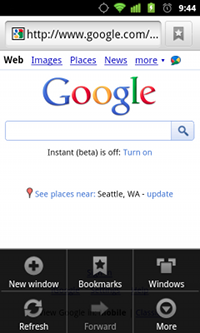 9:44
http://www.google.com/...
Web Images Places News more
Google
Instant (beta) is off: Turn on
See places near: Seattle, WA - update
New window Bookmarks Windows
Refresh Forward More